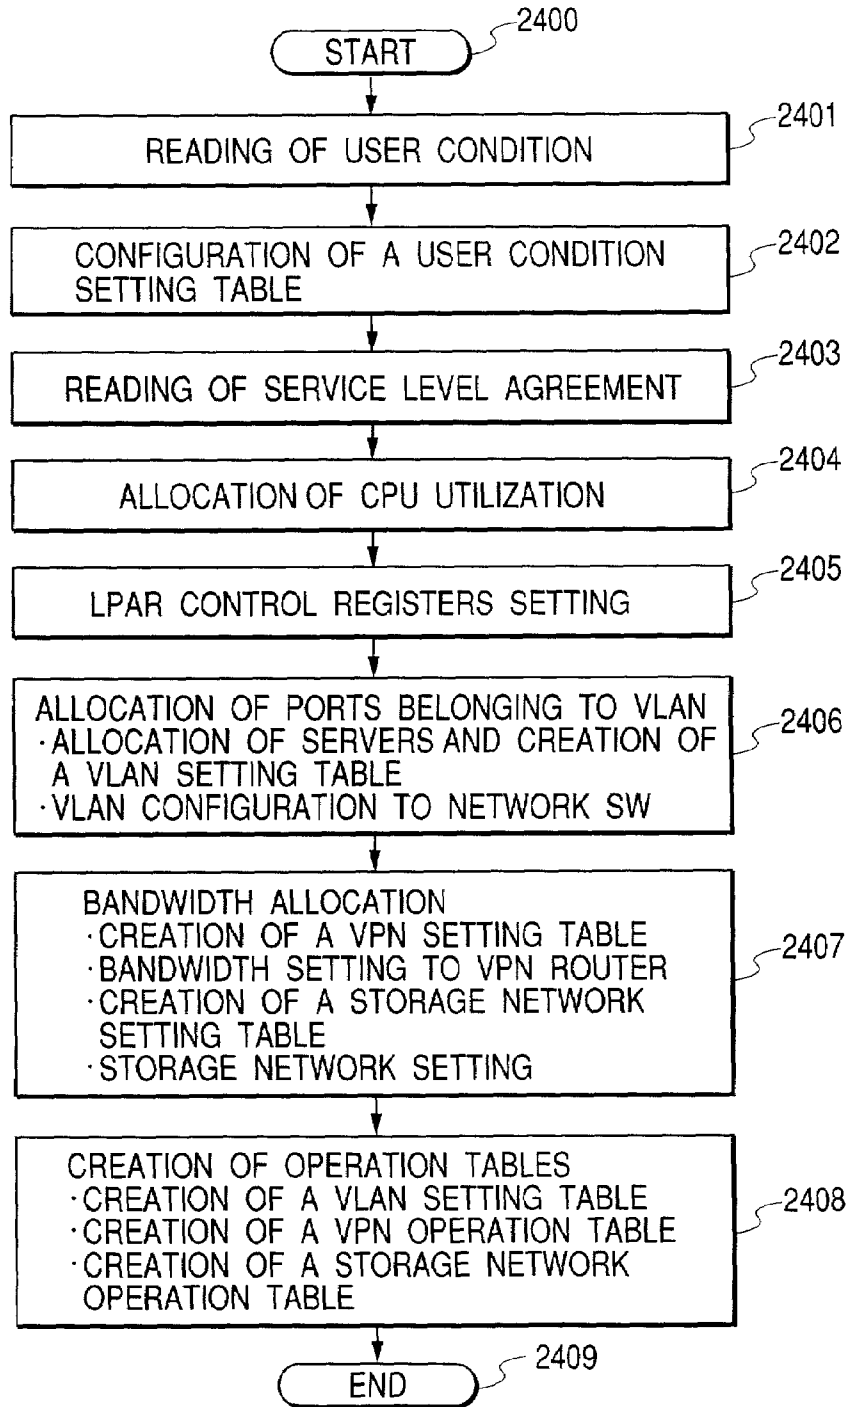 START
2400
READING OF USER CONDITION
2401
CONFIGURATION OF A USER CONDITION
SETTING TABLE
2402
READING OF SERVICE LEVEL AGREEMENT
2403
ALLOCATION OF CPU UTILIZATION
2404
LPAR CONTROL REGISTERS SETTING
2405
ALLOCATION OF PORTS BELONGING TO VLAN
·ALLOCATION OF SERVERS AND CREATION OF
A VLAN SETTING TABLE
·VLAN CONFIGURATION TO NETWORK SW
2406
BANDWIDTH ALLOCATION
·CREATION OF A VPN SETTING TABLE
·BANDWIDTH SETTING TO VPN ROUTER
·CREATION OF A STORAGE NETWORK
SETTING TABLE
·STORAGE NETWORK SETTING
2407
CREATION OF OPERATION TABLES
·CREATION OF A VLAN SETTING TABLE
·CREATION OF A VPN OPERATION TABLE
·CREATION OF A STORAGE NETWORK
OPERATION TABLE
2408
END
2409